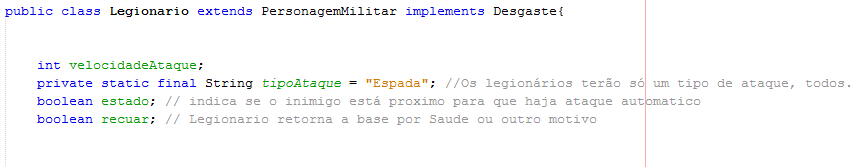 public class Legionario extends PersonagemMilitar implements Desgaste{
int velocidadeAtaque;
private static final String tipoAtaque = "Espada"; //Os legionários terão só um tipo de ataque, todos.
boolean estado; // indica se o inimigo está proximo para que haja ataque automatico
boolean recuar; // Legionario retorna a base por Saude ou outro motivo